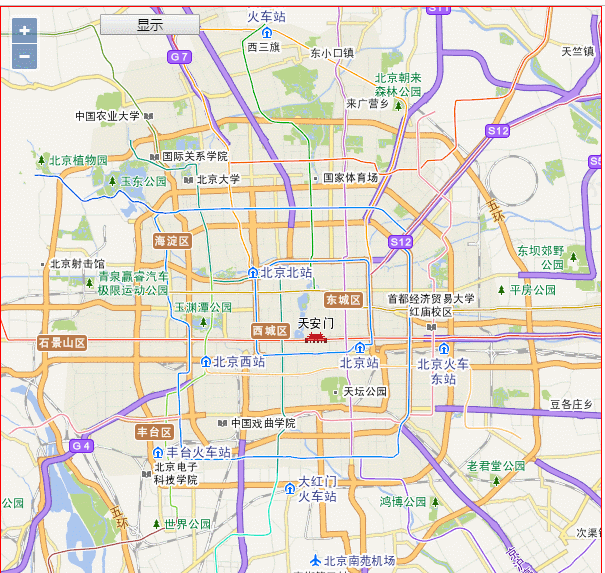 火车站
S11
显示
+
−
西三旗
东小口镇
天竺镇
G7
北京朝来
森林公园
来广营乡
中国农业大学
S12
北京植物园
国际关系学院
S5
玉东公园
北京大学
国家体育场
五环
海淀区
S12
东坝郊野
公园
北京射击馆
北京北站
青泉赢睿汽车
极限运动公园
平房公园
玉渊潭公园
东城区
首都经济贸易大学
红庙校区
西城区
天安门
石景山区
北京西站
北京站
北京火车
东站
天坛公园
豆各庄乡
中国戏曲学院
丰台区
G4
丰台火车站
北京电子
科技学院
老君堂公园
大红门
火车站
公园
鸿博公园
五环
世界公园
次渠
北京南苑机场